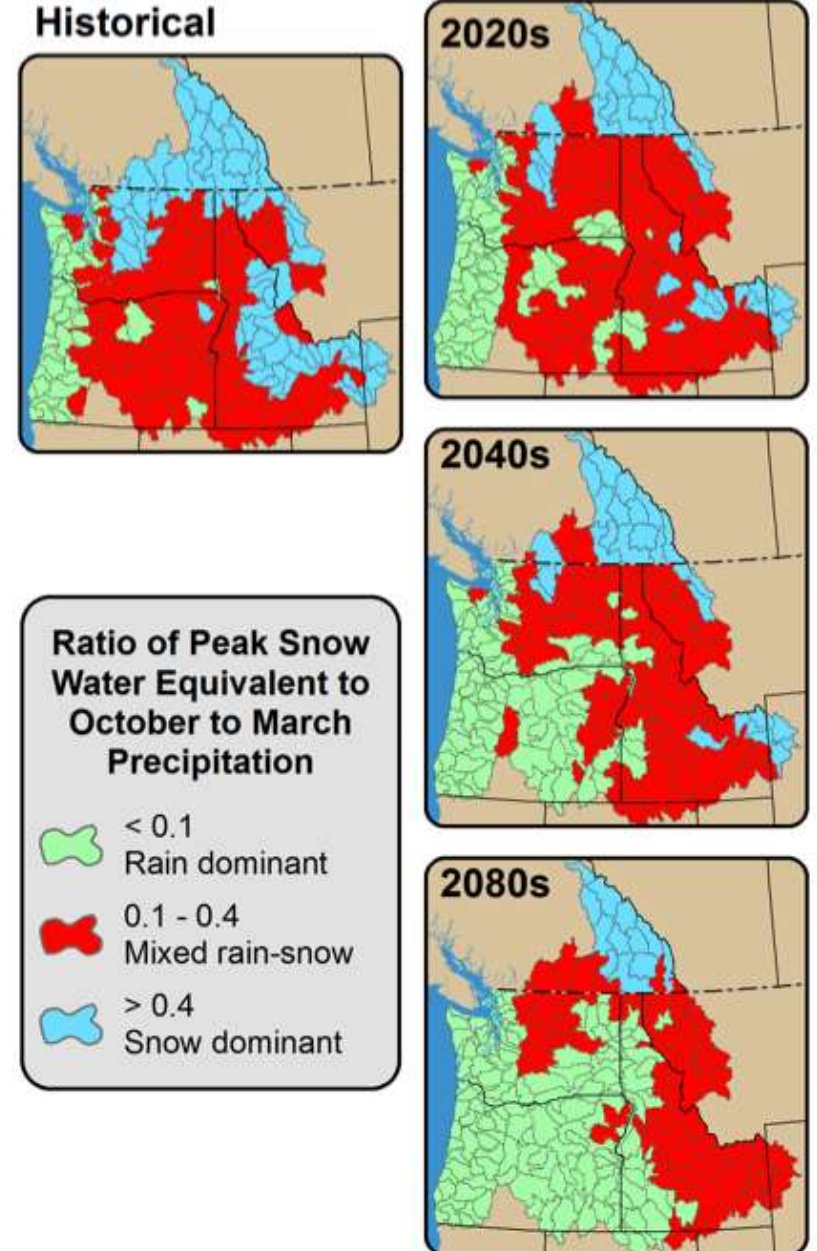 Historical
2020s
2040s
Ratio of Peak Snow
Water Equivalent to
October to March
Precipitation
< 0.1
Rain dominant
0.1 - 0.4
Mixed rain-snow
> 0.4
Snow dominant
2080s